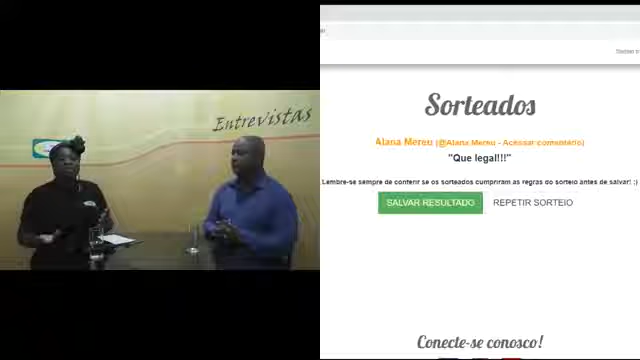 Entrevistas
Sorteados
Alana Mereu (@Alana Mereu - Acessar comentário)
"Que legal!!!"
Lembre-se sempre de conferir se os sorteados cumpriram as regras do sorteio antes de salvar! :)
SALVAR RESULTADO
REPETIR SORTEIO
Conecte-se conosco!